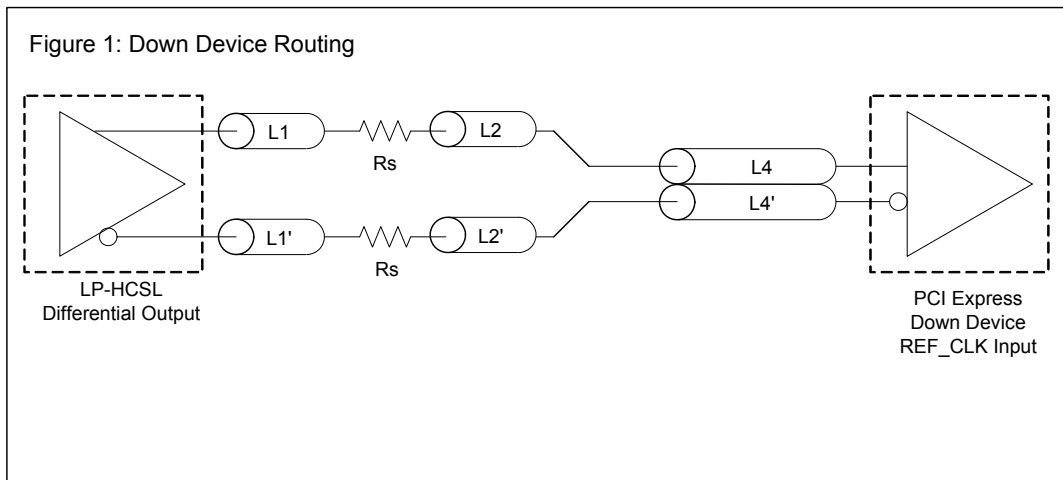 Figure 1: Down Device Routing
L1
L2
Rs
L4
L4'
L1'
L2'
Rs
LP-HCSL
Differential Output
PCI Express
Down Device
REF_CLK Input